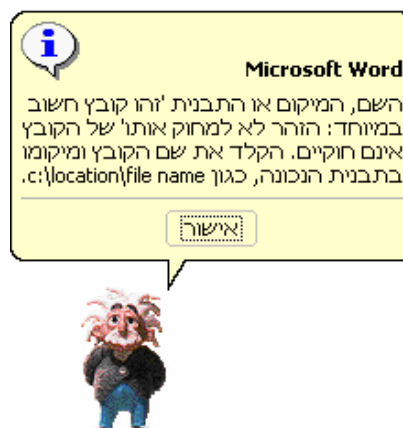 Microsoft Word
השם, המיקום או התבנית 'זהו קובץ חשוב
במיוחד: הזהר לא למחוק אותו' של הקובץ
אינם חוקיים. הקלד את שם הקובץ ומיקומו
בתבנית הנכונה, כגון c:\location\file name.
אישור